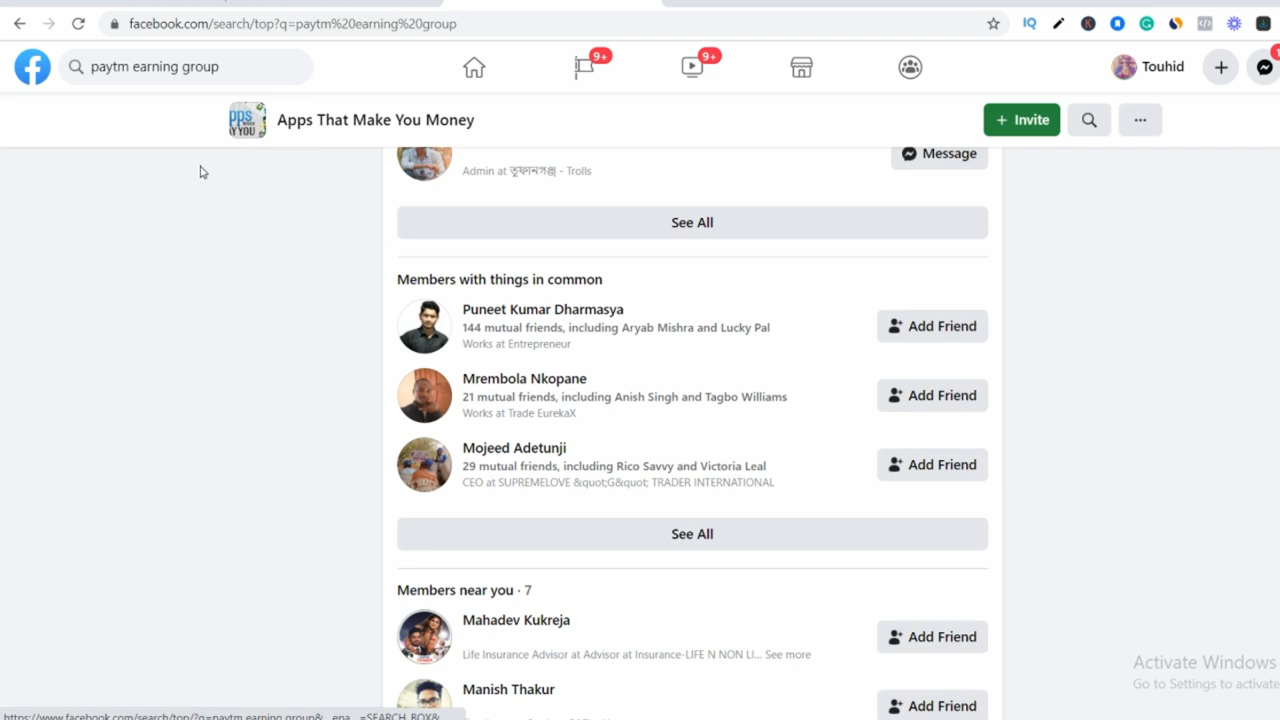 facebook.com/search/top?q=paytm%20earning%20group
IQ
K
paytm earning group
9+
9+
Touhid
Apps That Make You Money
+ Invite
Message
Admin at তুফানগঞ্জ - Trolls
See All
Members with things in common
Puneet Kumar Dharmasya
144 mutual friends, including Aryab Mishra and Lucky Pal
Works at Entrepreneur
Add Friend
Mrembola Nkopane
21 mutual friends, including Anish Singh and Tagbo Williams
Works at Trade EurekaX
Add Friend
Mojeed Adetunji
29 mutual friends, including Rico Savvy and Victoria Leal
CEO at SUPREMELOVE &quot;G&quot; TRADER INTERNATIONAL
Add Friend
See All
Members near you · 7
Mahadev Kukreja
Life Insurance Advisor at Advisor at Insurance-LIFE N NON LI... See more
Add Friend
Manish Thakur
Add Friend
Activate Windows
Go to Settings to activate